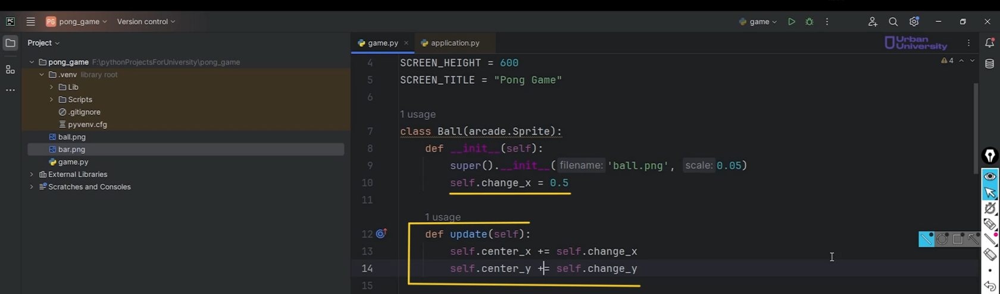 PC
PG pong_game
Version control
game
Project
game.py
application.py
Urban
University
pong_game F:\pythonProjectsForUniversity\pong_game
.venv library root
Lib
Scripts
.gitignore
pyvenv.cfg
ball.png
bar.png
game.py
External Libraries
Scratches and Consoles
4 SCREEN_HEIGHT = 600
4
5 SCREEN_TITLE = "Pong Game"
6
1 usage
7 class Ball(arcade.Sprite):
8 def __init__(self):
9 super().__init__( filename: 'ball.png', scale: 0.05)
10 self.change_x = 0.5
11
1 usage
12 def update(self):
13 self.center_x += self.change_x
14 self.center_y += self.change_y
15